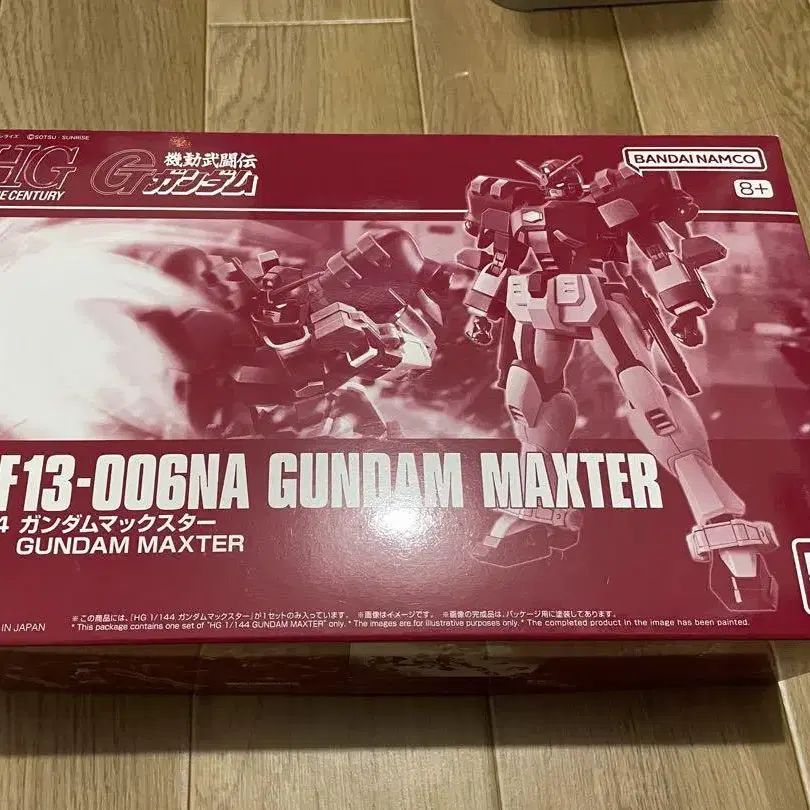 ライズ ©SOTSU・SUNRISE
HG
CENTURY
機動武闘伝
Gガンダム
BANDAI NAMCO
8+
F13-006NA GUNDAM MAXTER
4 ガンダムマックスター
GUNDAM MAXTER
※この商品には、「HG 1/144 ガンダムマックスター」が1セットのみ入っています。 ※画像はイメージです。 ※画像の完成品は、パッケージ用に塗装してあります。
* This package contains one set of "HG 1/144 GUNDAM MAXTER" only. * The images are for illustrative purposes only. * The completed product in the image has been painted.
IN JAPAN